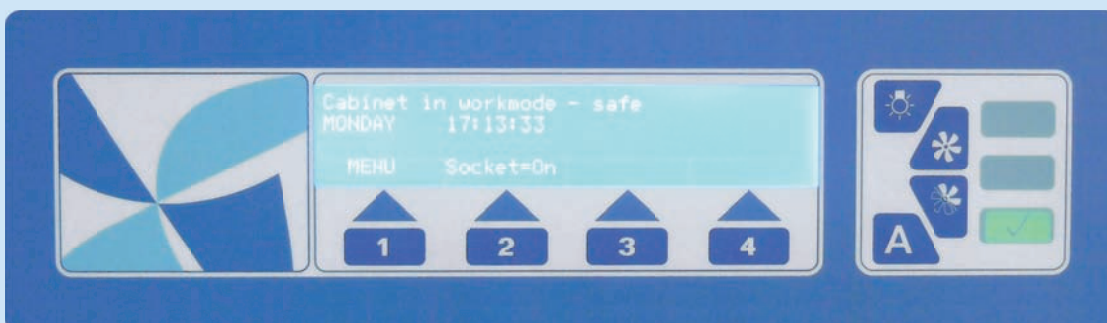 Cabinet in workmode - safe
MONDAY 17:13:33
MENU Socket=On
1 2 3 4
A